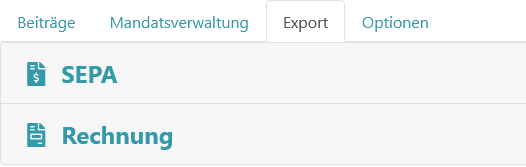 Beiträge Mandatsverwaltung Export Optionen
SEPA
Rechnung